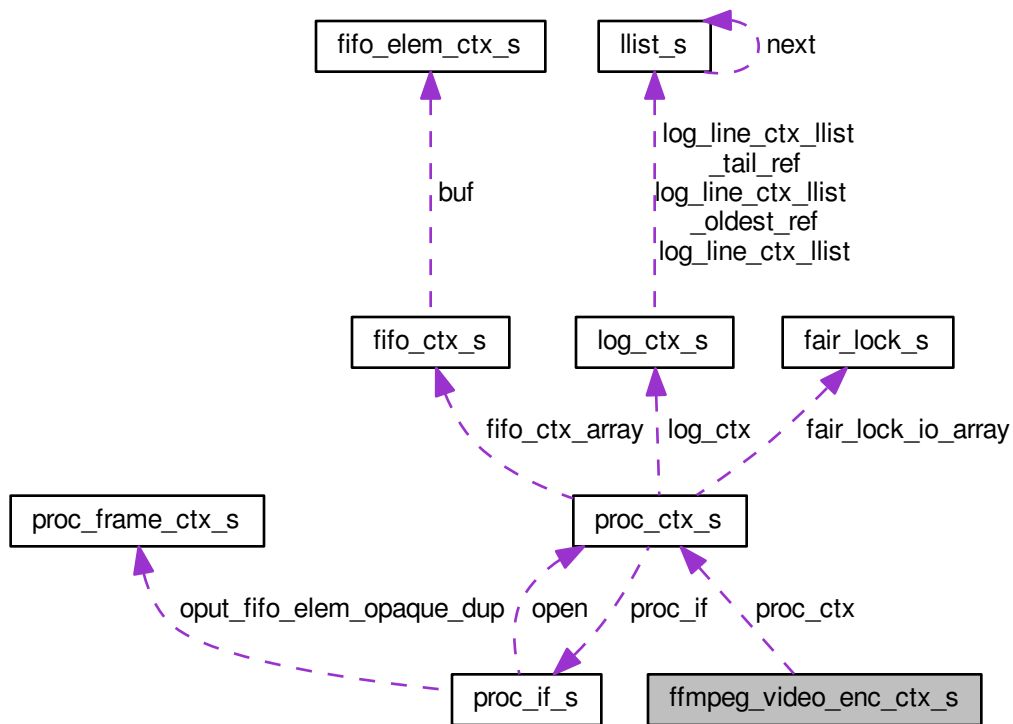 fifo_elem_ctx_s
llist_s
next
log_line_ctx_llist
_tail_ref
log_line_ctx_llist
_oldest_ref
log_line_ctx_llist
buf
fifo_ctx_s
log_ctx_s
fair_lock_s
fifo_ctx_array
log_ctx
fair_lock_io_array
proc_frame_ctx_s
proc_ctx_s
oput_fifo_elem_opaque_dup
open
proc_if
proc_ctx
proc_if_s
ffmpeg_video_enc_ctx_s